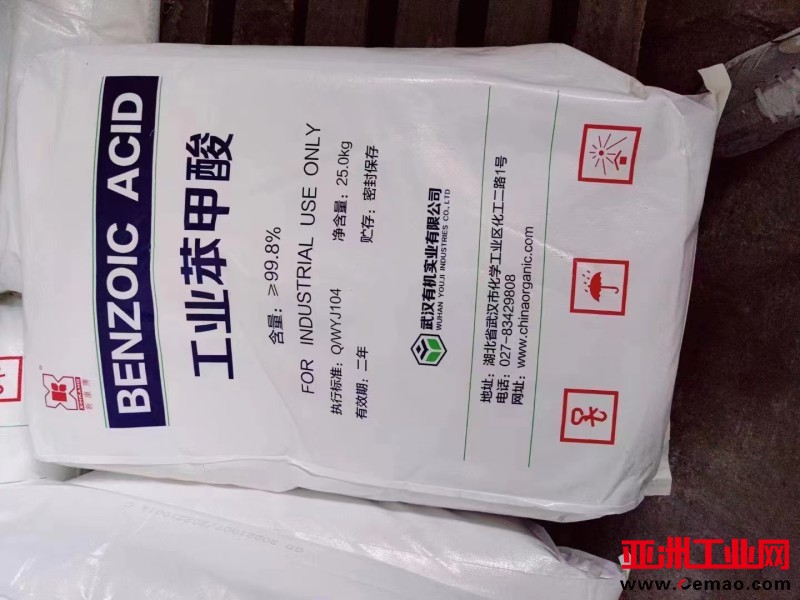 BENZOIC ACID
工业苯甲酸
含量：≥99.8%
FOR INDUSTRIAL USE ONLY
执行标准：Q/WYJ104
净含量：25.0kg
有效期：二年
贮存：密封保存
武汉有机实业有限公司
WUHAN YOUJI INDUSTRIES CO., LTD
地址：湖北省武汉市化学工业区化工二路1号
电话：027-83429808
网址：www.chinaorganic.com
亚洲工业网
www.Oemao.com